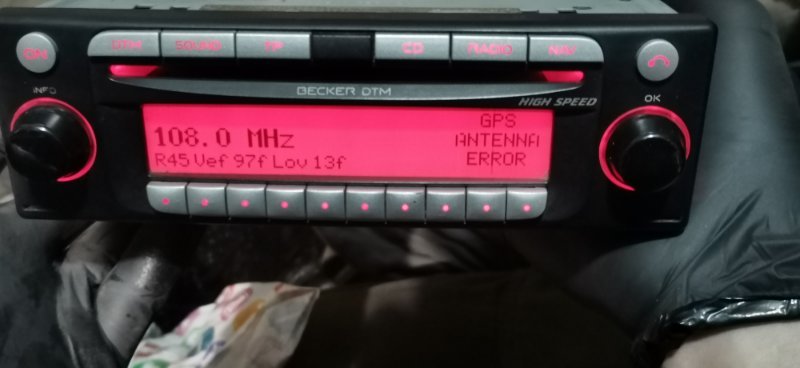 ON
DTM
SOUND
TP
CD
RADIO
NAV
BECKER DTM
HIGH SPEED
INFO
OK
GPS
ANTENNA
ERROR
108.0 MHz
R45 Vef 97f Lov 13f